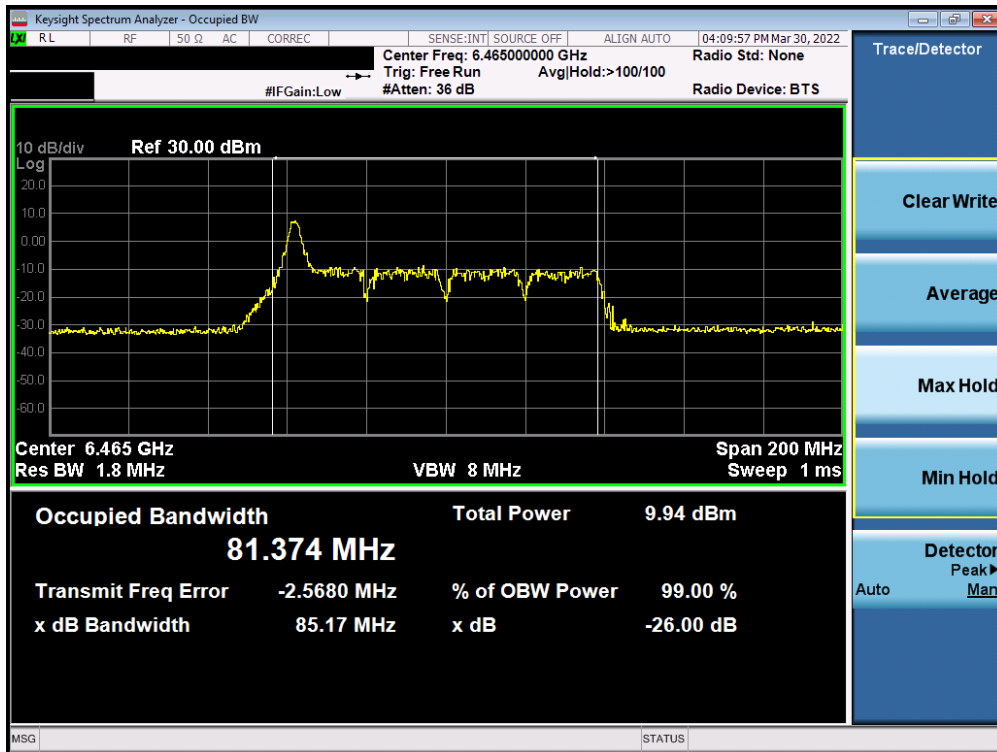 Keysight Spectrum Analyzer - Occupied BW
LXI RL RF 50 Ω AC CORREC SENSE:INT SOURCE OFF ALIGN AUTO 04:09:57 PM Mar 30, 2022
Center Freq: 6.465000000 GHz Radio Std: None
Trig: Free Run Avg|Hold:>100/100
#IFGain:Low #Atten: 36 dB Radio Device: BTS
Trace/Detector
10 dB/div Ref 30.00 dBm
Log
20.0
10.0
0.00
-10.0
-20.0
-30.0
-40.0
-50.0
-60.0
Center 6.465 GHz Span 200 MHz
Res BW 1.8 MHz VBW 8 MHz Sweep 1 ms
Occupied Bandwidth Total Power 9.94 dBm
81.374 MHz
Transmit Freq Error -2.5680 MHz % of OBW Power 99.00 %
x dB Bandwidth 85.17 MHz x dB -26.00 dB
Clear Write
Average
Max Hold
Min Hold
Detector
Peak▶
Auto Man
MSG STATUS